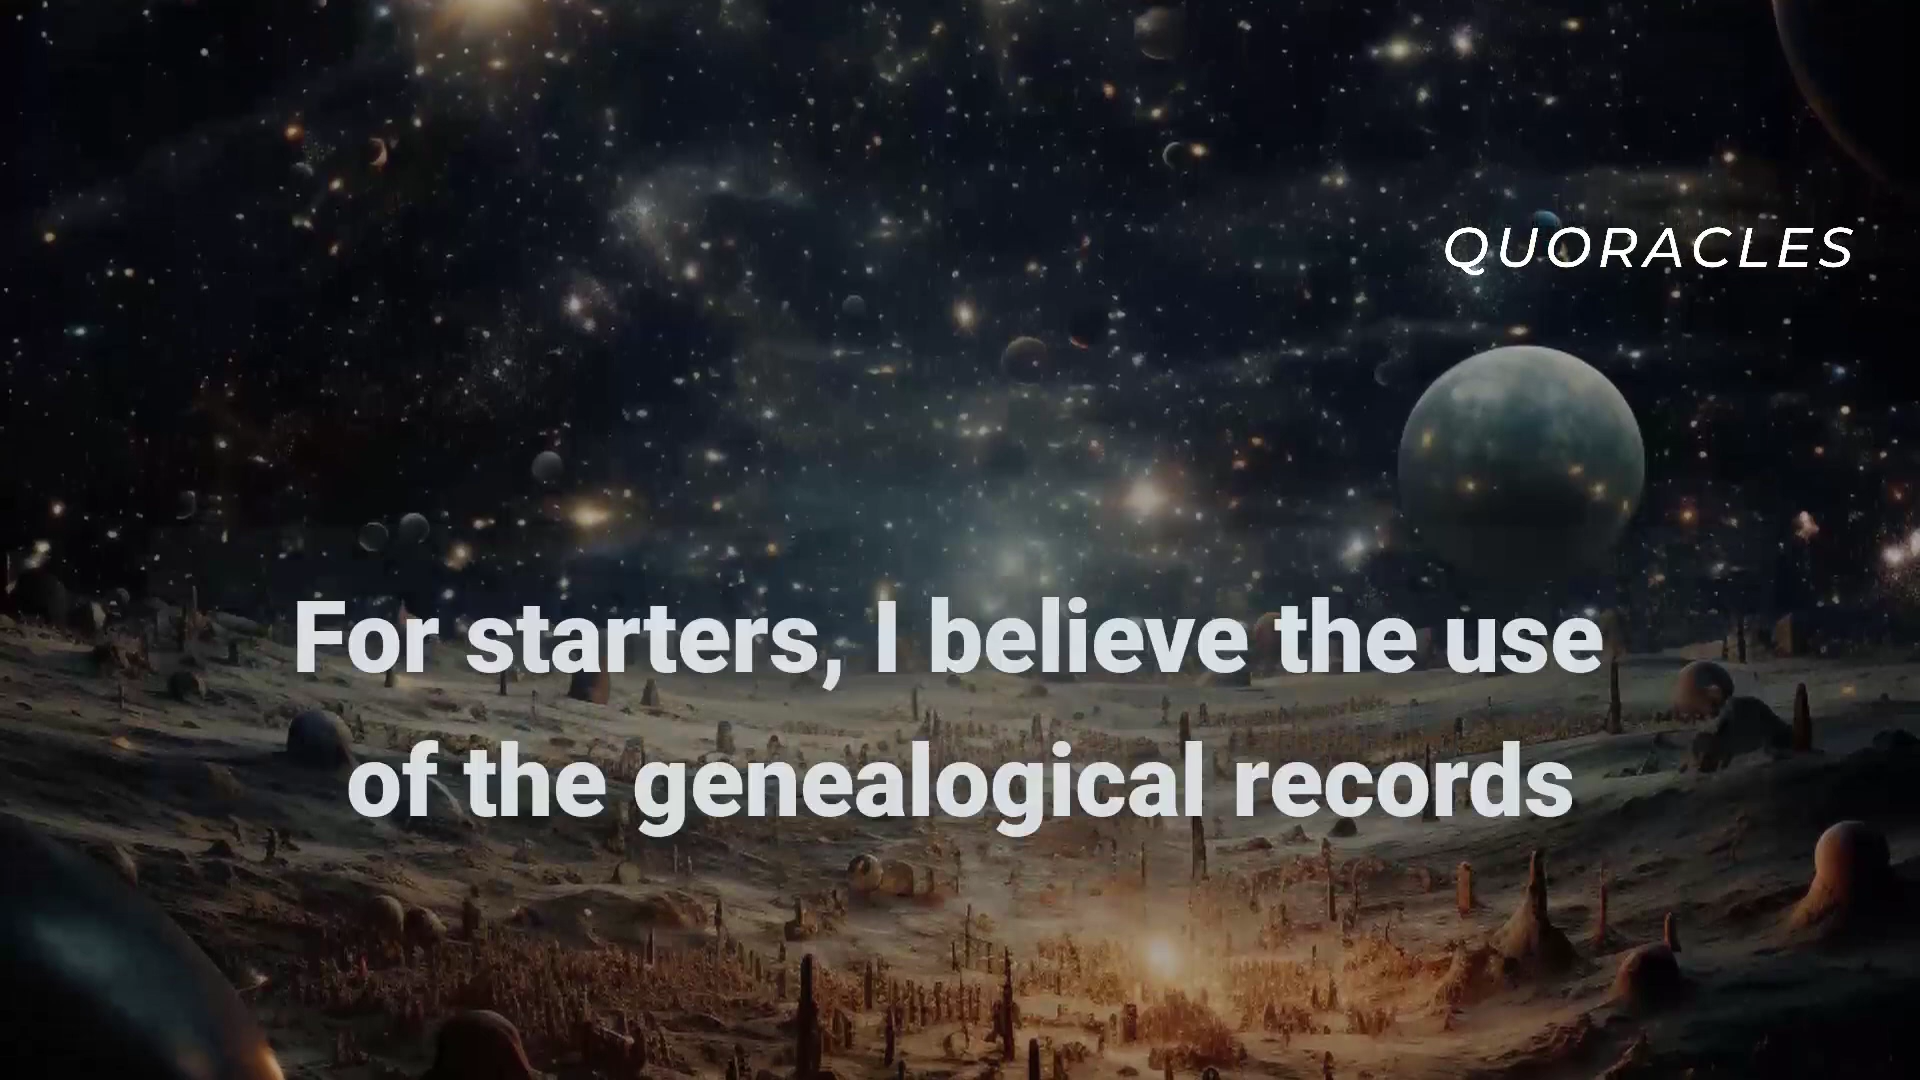 QUORACLES
For starters, I believe the use
of the genealogical records